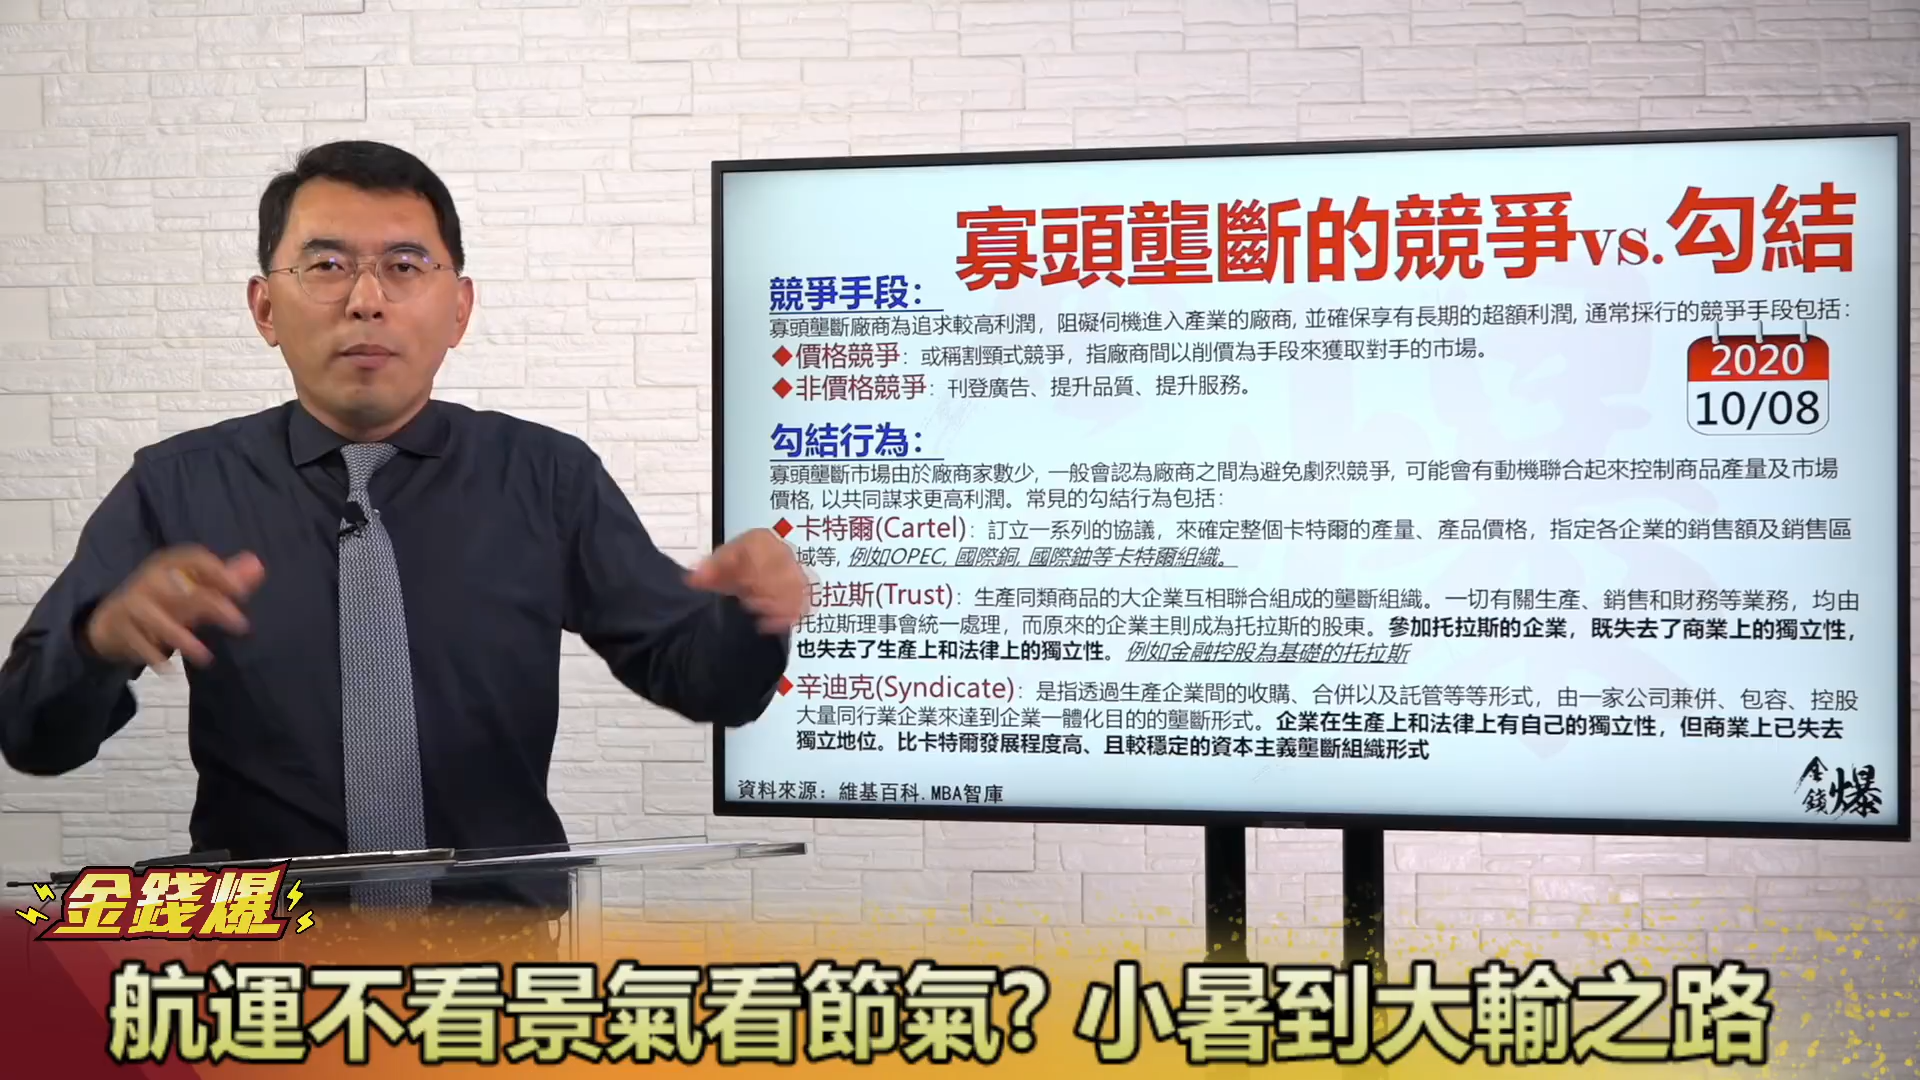 寡頭壟斷的競爭vs.勾結
競爭手段：
寡頭壟斷廠商為追求較高利潤，阻礙伺機進入產業的廠商, 並確保享有長期的超額利潤, 通常採行的競爭手段包括：
◆價格競爭：或稱割頸式競爭，指廠商間以削價為手段來獲取對手的市場。
◆非價格競爭：刊登廣告、提升品質、提升服務。
2020
10/08
勾結行為：
寡頭壟斷市場由於廠商家數少, 一般會認為廠商之間為避免劇烈競爭, 可能會有動機聯合起來控制商品產量及市場
價格, 以共同謀求更高利潤。常見的勾結行為包括：
◆卡特爾(Cartel)：訂立一系列的協議，來確定整個卡特爾的產量、產品價格，指定各企業的銷售額及銷售區
域等, 例如OPEC, 國際銅, 國際鈾等卡特爾組織。
托拉斯(Trust)：生產同類商品的大企業互相聯合組成的壟斷組織。一切有關生產、銷售和財務等業務，均由
托拉斯理事會統一處理，而原來的企業主則成為托拉斯的股東。參加托拉斯的企業，既失去了商業上的獨立性，
也失去了生產上和法律上的獨立性。例如金融控股為基礎的托拉斯
◆辛迪克(Syndicate)：是指透過生產企業間的收購、合併以及託管等等形式，由一家公司兼併、包容、控股
大量同行業企業來達到企業一體化目的的壟斷形式。企業在生產上和法律上有自己的獨立性，但商業上已失去
獨立地位。比卡特爾發展程度高、且較穩定的資本主義壟斷組織形式
資料來源：維基百科.MBA智庫
金錢爆
金錢爆
航運不看景氣看節氣? 小暑到大輸之路